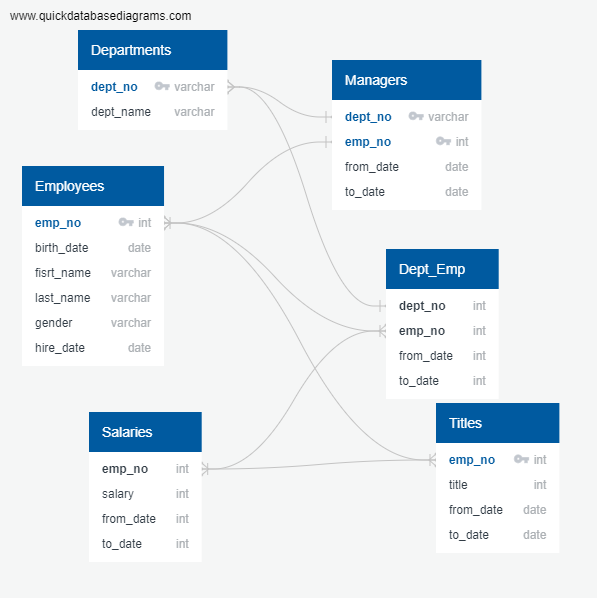 www.quickdatabasediagrams.com
Departments
dept_no varchar
dept_name varchar
Managers
dept_no varchar
emp_no int
from_date date
to_date date
Employees
emp_no int
birth_date date
fisrt_name varchar
last_name varchar
gender varchar
hire_date date
Dept_Emp
dept_no int
emp_no int
from_date int
to_date int
Salaries
emp_no int
salary int
from_date int
to_date int
Titles
emp_no int
title int
from_date date
to_date date